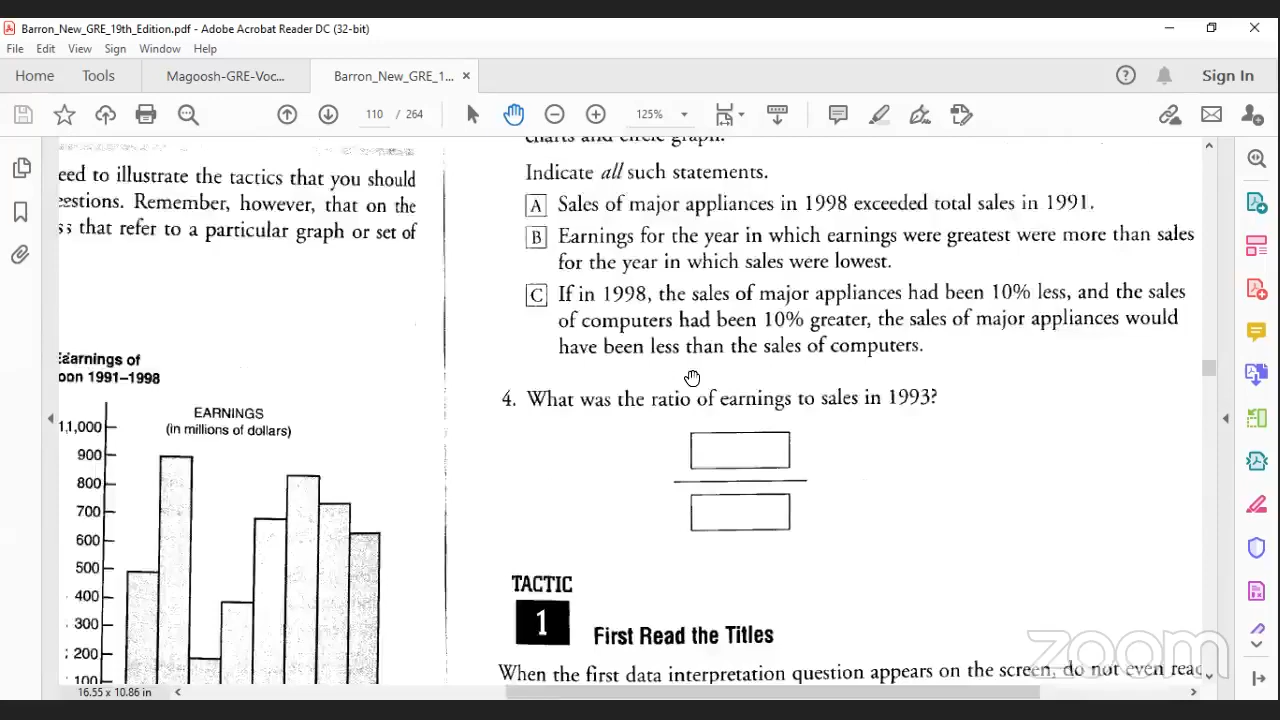 Barron_New_GRE_19th_Edition.pdf - Adobe Acrobat Reader DC (32-bit)
File Edit View Sign Window Help
Home Tools Magoosh-GRE-Voc... Barron_New_GRE_1... × Sign In
110 / 264 125%
eed to illustrate the tactics that you should
estions. Remember, however, that on the
s that refer to a particular graph or set of
Earnings of
oon 1991–1998
EARNINGS
(in millions of dollars)
11,000
900
800
700
600
500
400
300
200
100
charts and circle graph.
Indicate all such statements.
A Sales of major appliances in 1998 exceeded total sales in 1991.
B Earnings for the year in which earnings were greatest were more than sales
for the year in which sales were lowest.
C If in 1998, the sales of major appliances had been 10% less, and the sales
of computers had been 10% greater, the sales of major appliances would
have been less than the sales of computers.
4. What was the ratio of earnings to sales in 1993?
TACTIC
1 First Read the Titles
When the first data interpretation question appears on the screen, do not even read
16.55 x 10.86 in
zoom